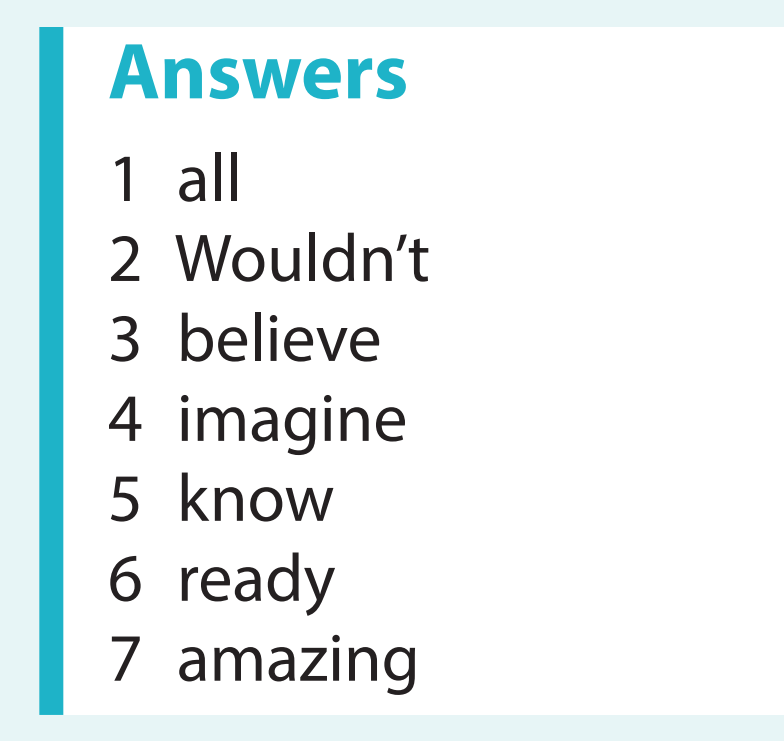 Answers
1 all
2 Wouldn't
3 believe
4 imagine
5 know
6 ready
7 amazing